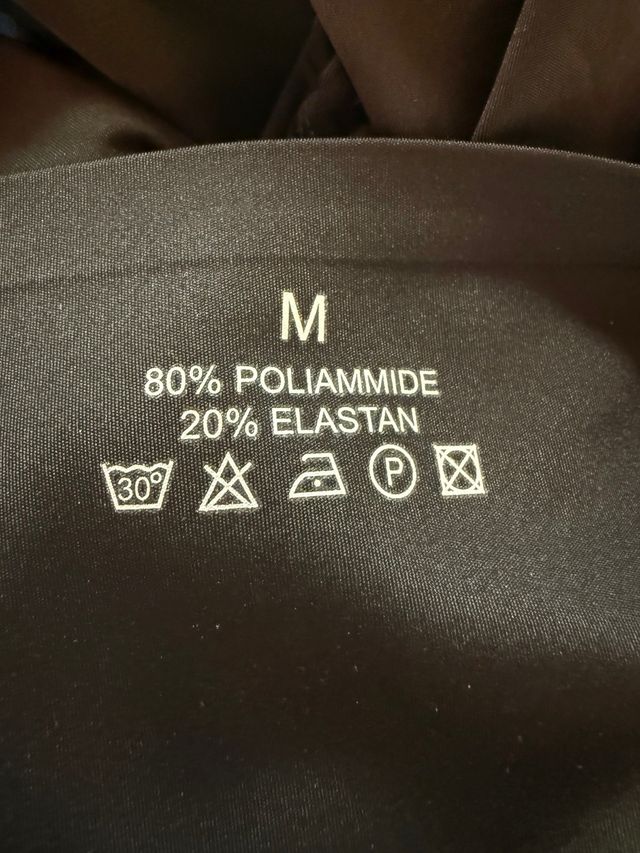 M
80% POLIAMMIDE
20% ELASTAN
30° P